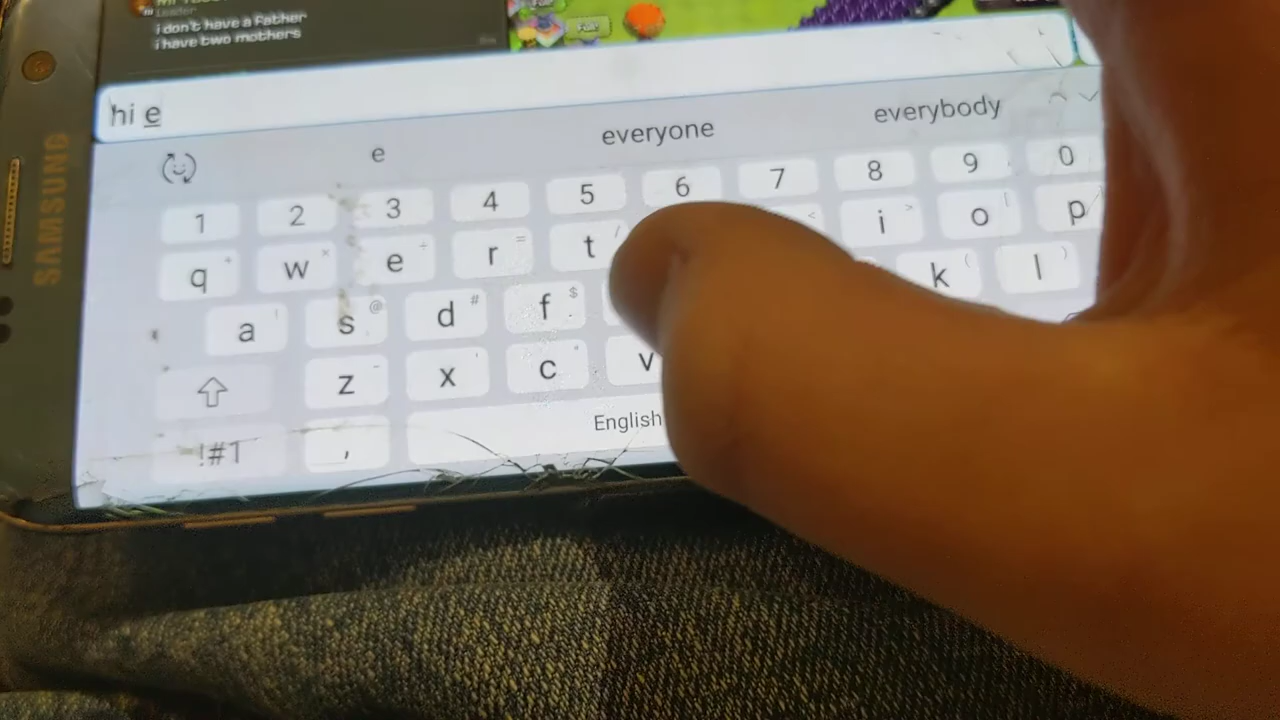 Leader
i don't have a Father
i have two mothers
hi e
e everyone everybody
1 2 3 4 5 6 7 8 9 0
q + w × e ÷ r = t / < i > o [ p
a ! s @ d # f $ k ( l )
z - x ' c " v
!#1 , English
SAMSUNG